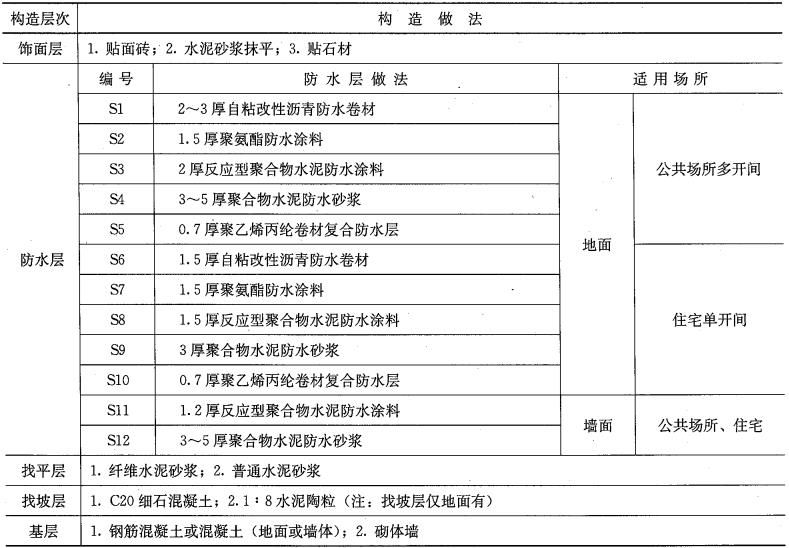 构造层次 构造做法
饰面层 1. 贴面砖；2. 水泥砂浆抹平；3. 贴石材
编号 防水层做法 适用场所
S1 2～3厚自粘改性沥青防水卷材
S2 1.5厚聚氨酯防水涂料
S3 2厚反应型聚合物水泥防水涂料
公共场所多开间
S4 3～5厚聚合物水泥防水砂浆
S5 0.7厚聚乙烯丙纶卷材复合防水层
地面
防水层 S6 1.5厚自粘改性沥青防水卷材
S7 1.5厚聚氨酯防水涂料
S8 1.5厚反应型聚合物水泥防水涂料 住宅单开间
S9 3厚聚合物水泥防水砂浆
S10 0.7厚聚乙烯丙纶卷材复合防水层
S11 1.2厚反应型聚合物水泥防水涂料
墙面 公共场所、住宅
S12 3～5厚聚合物水泥防水砂浆
找平层 1. 纤维水泥砂浆；2. 普通水泥砂浆
找坡层 1. C20细石混凝土；2.1∶8水泥陶粒（注：找坡层仅地面有）
基层 1. 钢筋混凝土或混凝土（地面或墙体）；2. 砌体墙